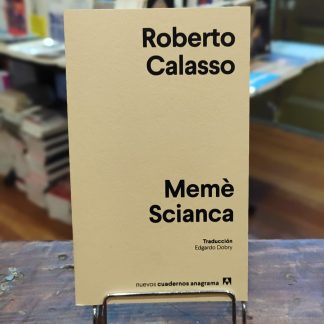 Roberto
Calasso
Memè
Scianca
Traducción
Edgardo Dobry
nuevos cuadernos anagrama